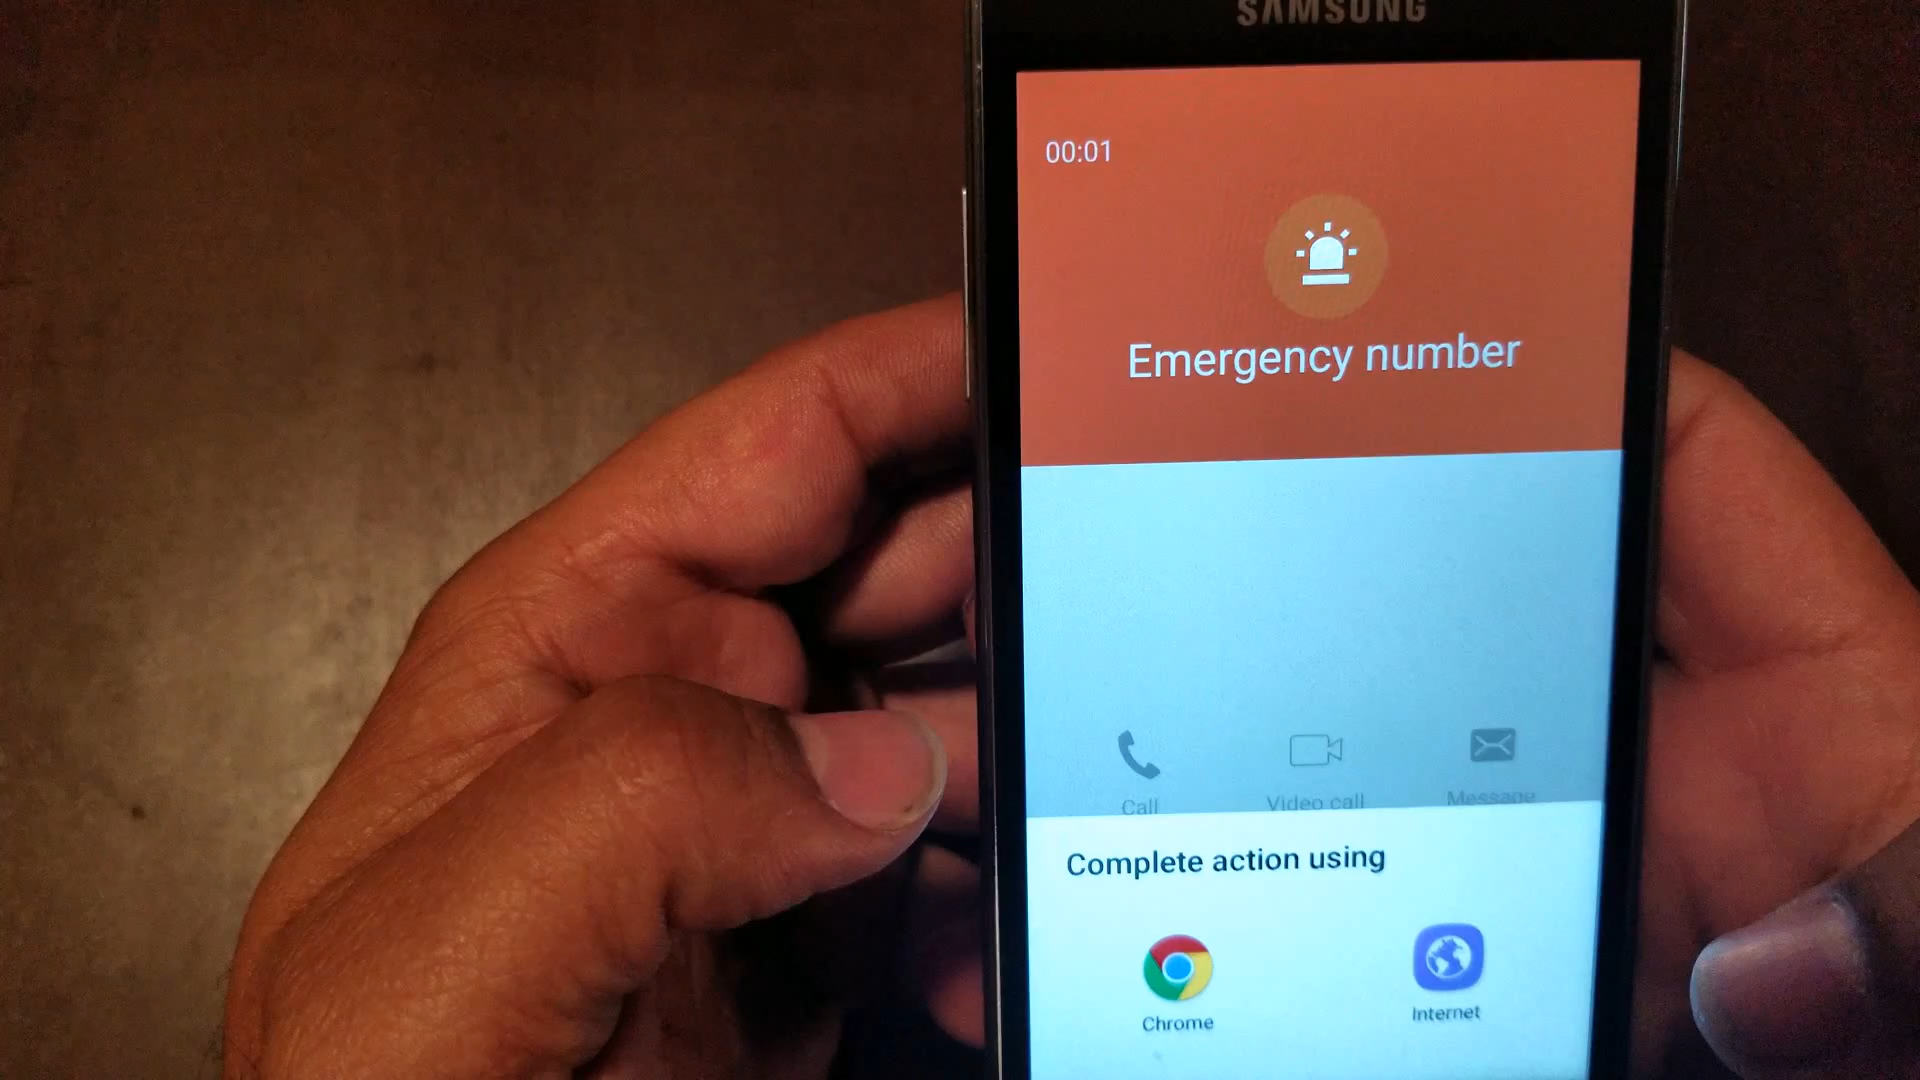 SAMSUNG
00:01
Emergency number
Call Video call Message
Complete action using
Chrome Internet